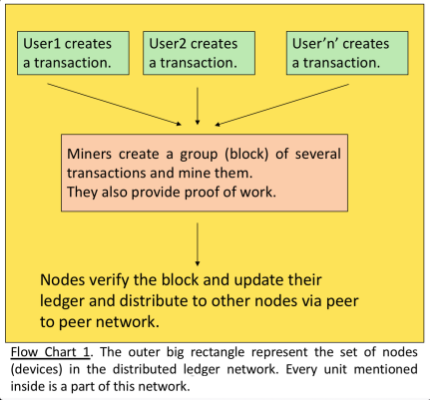 User1 creates
a transaction.
User2 creates
a transaction.
User’n’ creates
a transaction.
Miners create a group (block) of several
transactions and mine them.
They also provide proof of work.
Nodes verify the block and update their
ledger and distribute to other nodes via peer
to peer network.
Flow Chart 1. The outer big rectangle represent the set of nodes
(devices) in the distributed ledger network. Every unit mentioned
inside is a part of this network.